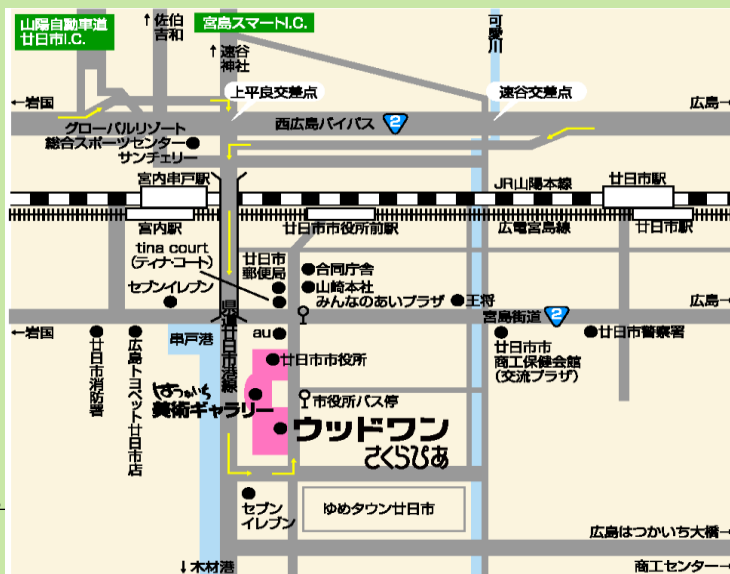 山陽自動車道
廿日市I.C.
↑佐伯
吉和
宮島スマートI.C.
↑速谷
神社
可愛川
上平良交差点
速谷交差点
←岩国
広島→
西広島バイパス 2
グローバルリゾート
総合スポーツセンター
サンチェリー
宮内串戸駅
JR山陽本線
廿日市駅
宮内駅
廿日市市役所前駅
広電宮島線
廿日市駅
tina court
(ティナ・コート)
廿日市
郵便局
合同庁舎
山崎本社
みんなのあいプラザ
王将
セブンイレブン
広島→
宮島街道 2
←岩国
串戸港
県道廿日市港線
au
廿日市消防署
広島トヨペット廿日市店
廿日市市
商工保健会館
(交流プラザ)
廿日市警察署
廿日市市役所
はつかいち
美術ギャラリー
市役所バス停
ウッドワン
さくらぴあ
セブン
イレブン
ゆめタウン廿日市
広島はつかいち大橋→
↓木材港
商工センター→